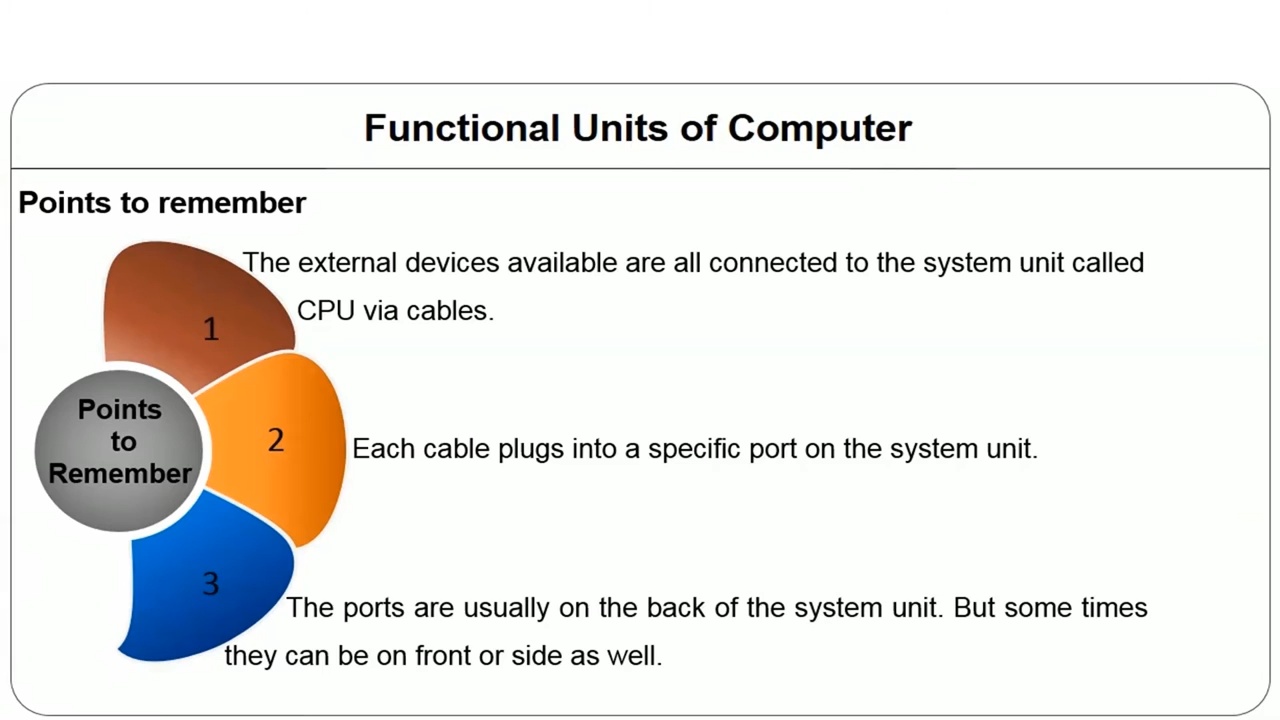 Functional Units of Computer
Points to remember
The external devices available are all connected to the system unit called
CPU via cables.
1
Points
to
Remember
2
Each cable plugs into a specific port on the system unit.
3
The ports are usually on the back of the system unit. But some times
they can be on front or side as well.